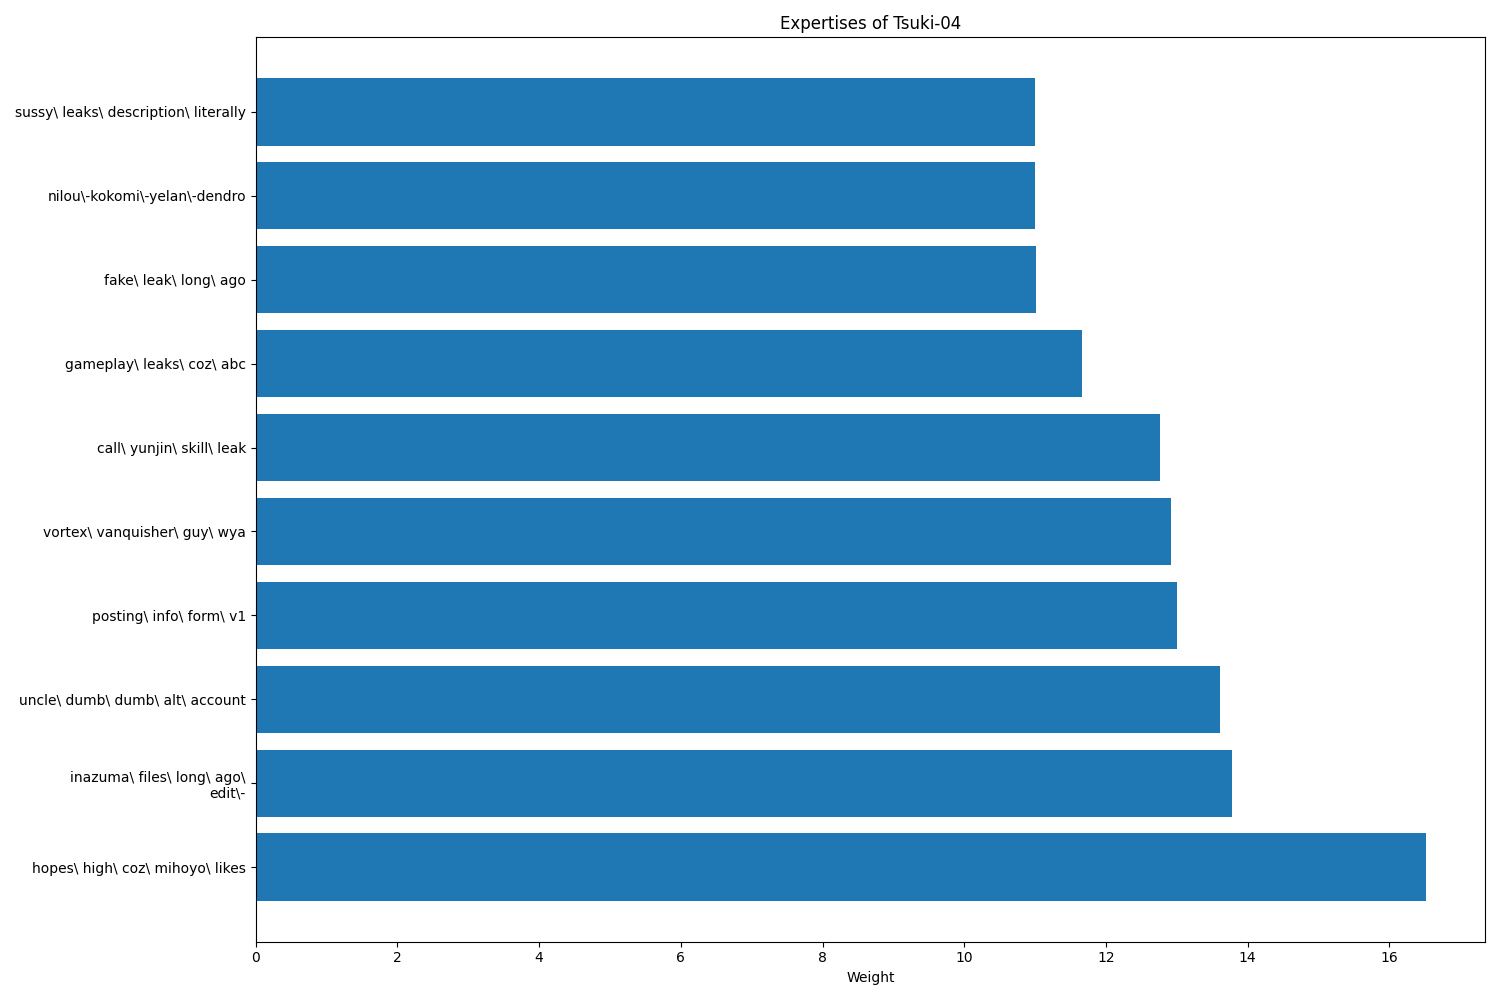 Expertises of Tsuki-04
sussy\ leaks\ description\ literally
nilou\-kokomi\-yelan\-dendro
fake\ leak\ long\ ago
gameplay\ leaks\ coz\ abc
call\ yunjin\ skill\ leak
vortex\ vanquisher\ guy\ wya
posting\ info\ form\ v1
uncle\ dumb\ dumb\ alt\ account
inazuma\ files\ long\ ago\
edit\-
hopes\ high\ coz\ mihoyo\ likes
0 2 4 6 8 10 12 14 16
Weight